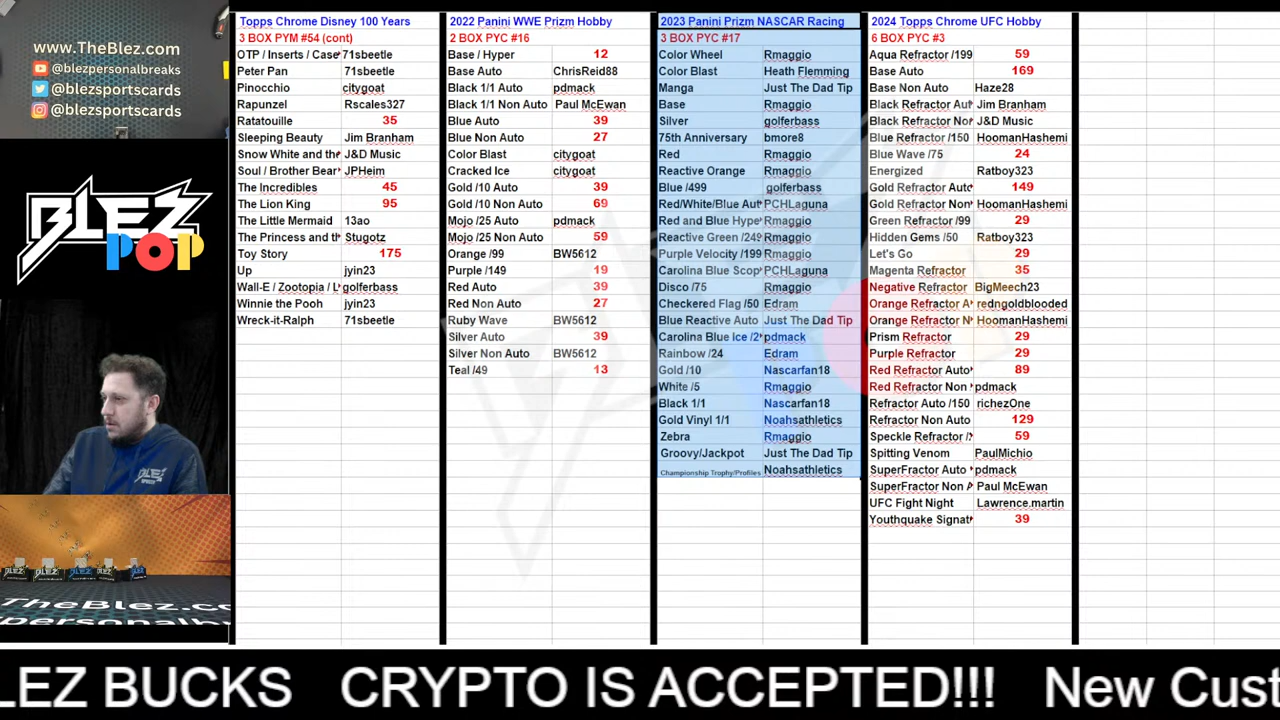 www.TheBlez.com
@blezpersonalbreaks
@blezsportscards
@blezsportscards
BLEZ
POP
BLEZ
BLEZ
BLEZ
BLEZ
BLEZ
BLEZ
TheBlez.co
personalb
Topps Chrome Disney 100 Years
3 BOX PYM #54 (cont)
OTP / Inserts / Case 71sbeetle
Peter Pan 71sbeetle
Pinocchio citygoat
Rapunzel Rscales327
Ratatouille 35
Sleeping Beauty Jim Branham
Snow White and the J&D Music
Soul / Brother Bear JPHeim
The Incredibles 45
The Lion King 95
The Little Mermaid 13ao
The Princess and th Stugotz
Toy Story 175
Up jyin23
Wall-E / Zootopia / L golferbass
Winnie the Pooh jyin23
Wreck-it-Ralph 71sbeetle
2022 Panini WWE Prizm Hobby
2 BOX PYC #16
Base / Hyper 12
Base Auto ChrisReid88
Black 1/1 Auto pdmack
Black 1/1 Non Auto Paul McEwan
Blue Auto 39
Blue Non Auto 27
Color Blast citygoat
Cracked Ice citygoat
Gold /10 Auto 39
Gold /10 Non Auto 69
Mojo /25 Auto pdmack
Mojo /25 Non Auto 59
Orange /99 BW5612
Purple /149 19
Red Auto 39
Red Non Auto 27
Ruby Wave BW5612
Silver Auto 39
Silver Non Auto BW5612
Teal /49 13
2023 Panini Prizm NASCAR Racing
3 BOX PYC #17
Color Wheel Rmaggio
Color Blast Heath Flemming
Manga Just The Dad Tip
Base Rmaggio
Silver golferbass
75th Anniversary bmore8
Red Rmaggio
Reactive Orange Rmaggio
Blue /499 golferbass
Red/White/Blue Aut PCHLaguna
Red and Blue Hype Rmaggio
Reactive Green /249 Rmaggio
Purple Velocity /199 Rmaggio
Carolina Blue Scop PCHLaguna
Disco /75 Rmaggio
Checkered Flag /50 Edram
Blue Reactive Auto Just The Dad Tip
Carolina Blue Ice /2 pdmack
Rainbow /24 Edram
Gold /10 Nascarfan18
White /5 Rmaggio
Black 1/1 Nascarfan18
Gold Vinyl 1/1 Noahsathletics
Zebra Rmaggio
Groovy/Jackpot Just The Dad Tip
Championship Trophy/Profiles Noahsathletics
2024 Topps Chrome UFC Hobby
6 BOX PYC #3
Aqua Refractor /199 59
Base Auto 169
Base Non Auto Haze28
Black Refractor Aut Jim Branham
Black Refractor Nor J&D Music
Blue Refractor /150 HoomanHashemi
Blue Wave /75 24
Energized Ratboy323
Gold Refractor Aut 149
Gold Refractor Non HoomanHashemi
Green Refractor /99 29
Hidden Gems /50 Ratboy323
Let's Go 29
Magenta Refractor 35
Negative Refractor BigMeech23
Orange Refractor A redngoldblooded
Orange Refractor N HoomanHashemi
Prism Refractor 29
Purple Refractor 29
Red Refractor Auto 89
Red Refractor Non pdmack
Refractor Auto /150 richezOne
Refractor Non Auto 129
Speckle Refractor / 59
Spitting Venom PaulMichio
SuperFractor Auto pdmack
SuperFractor Non A Paul McEwan
UFC Fight Night Lawrence.martin
Youthquake Signat 39
LEZ BUCKS CRYPTO IS ACCEPTED!!! New Cust